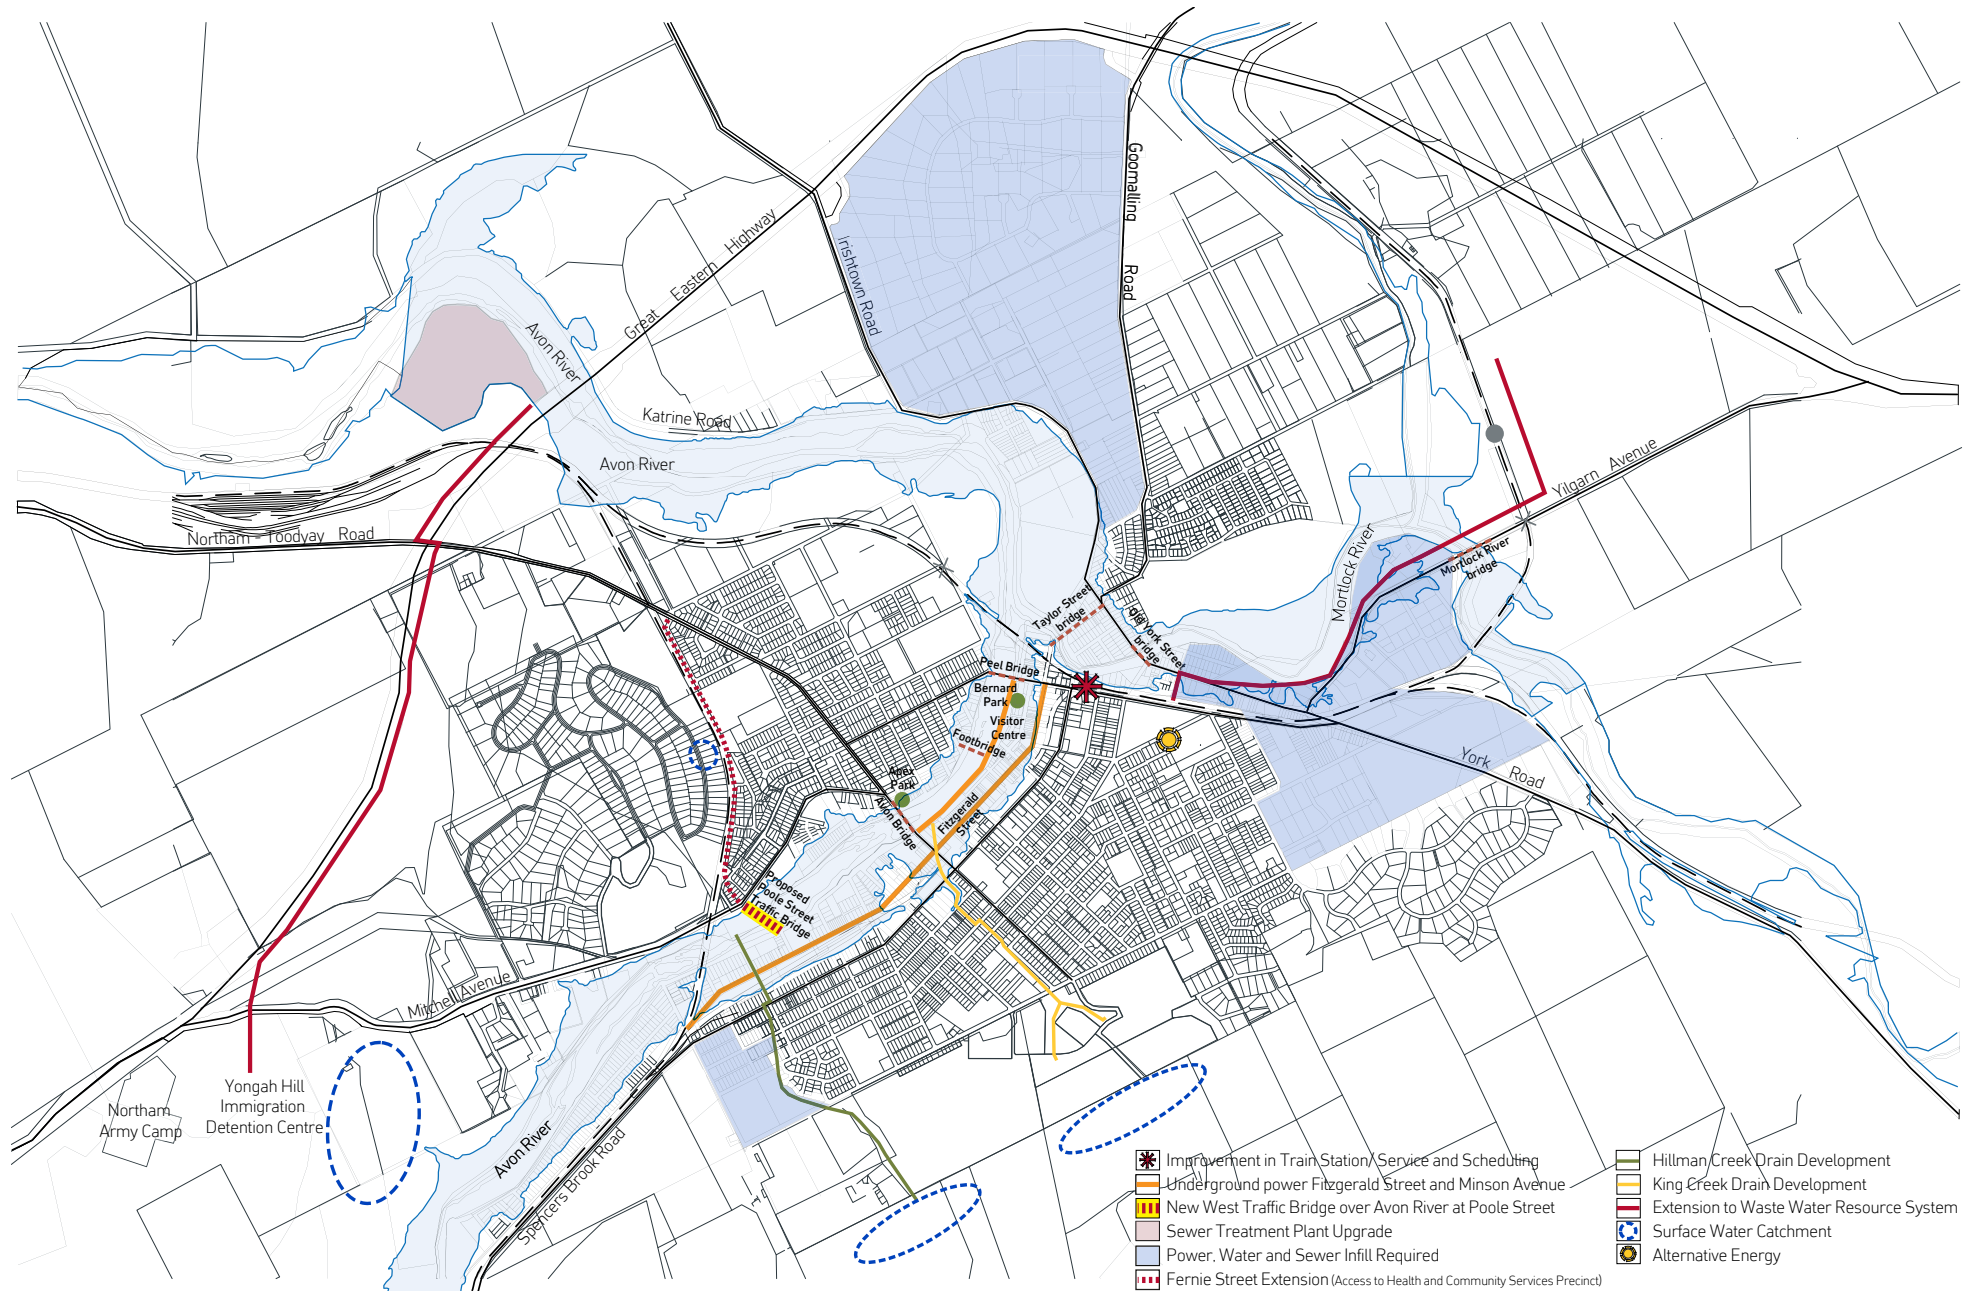 Goomalling Road
Great Eastern Highway
Irishtown Road
Avon River
Katrine Road
Avon River
Yilgarn Avenue
Northam - Toodyay Road
Mortlock River
Mortlock River
bridge
Taylor Street
bridge
Old York Street
bridge
Peel Bridge
Bernard
Park
Visitor
Centre
Footbridge
York Road
Apex
Park
Avon Bridge
Fitzgerald
Street
Proposed
Poole Street
Traffic Bridge
Mitchell Avenue
Yongah Hill
Immigration
Detention Centre
Northam
Army Camp
Avon River
Spencers Brook Road
Improvement in Train Station/ Service and Scheduling
Underground power Fitzgerald Street and Minson Avenue
New West Traffic Bridge over Avon River at Poole Street
Sewer Treatment Plant Upgrade
Power, Water and Sewer Infill Required
Fernie Street Extension (Access to Health and Community Services Precinct)
Hillman Creek Drain Development
King Creek Drain Development
Extension to Waste Water Resource System
Surface Water Catchment
Alternative Energy